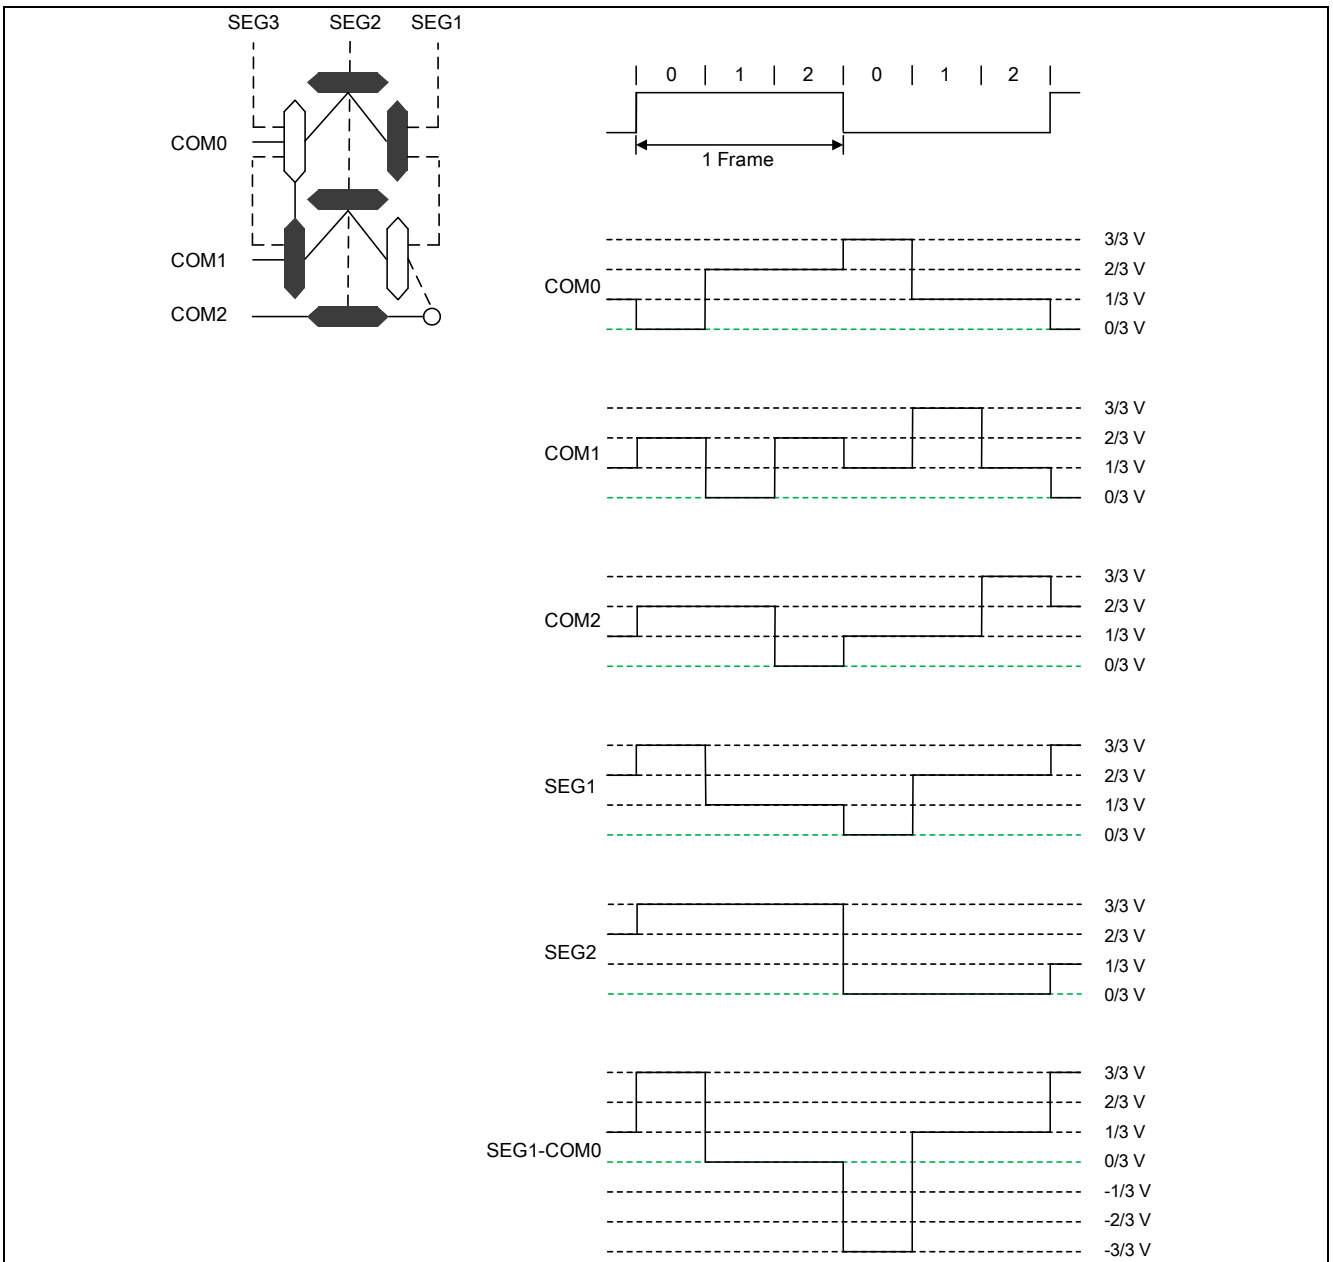 SEG3 SEG2 SEG1
0 1 2 0 1 2
COM0
1 Frame
COM1
COM2
COM0
3/3 V
2/3 V
1/3 V
0/3 V
COM1
3/3 V
2/3 V
1/3 V
0/3 V
COM2
3/3 V
2/3 V
1/3 V
0/3 V
SEG1
3/3 V
2/3 V
1/3 V
0/3 V
SEG2
3/3 V
2/3 V
1/3 V
0/3 V
SEG1-COM0
3/3 V
2/3 V
1/3 V
0/3 V
-1/3 V
-2/3 V
-3/3 V